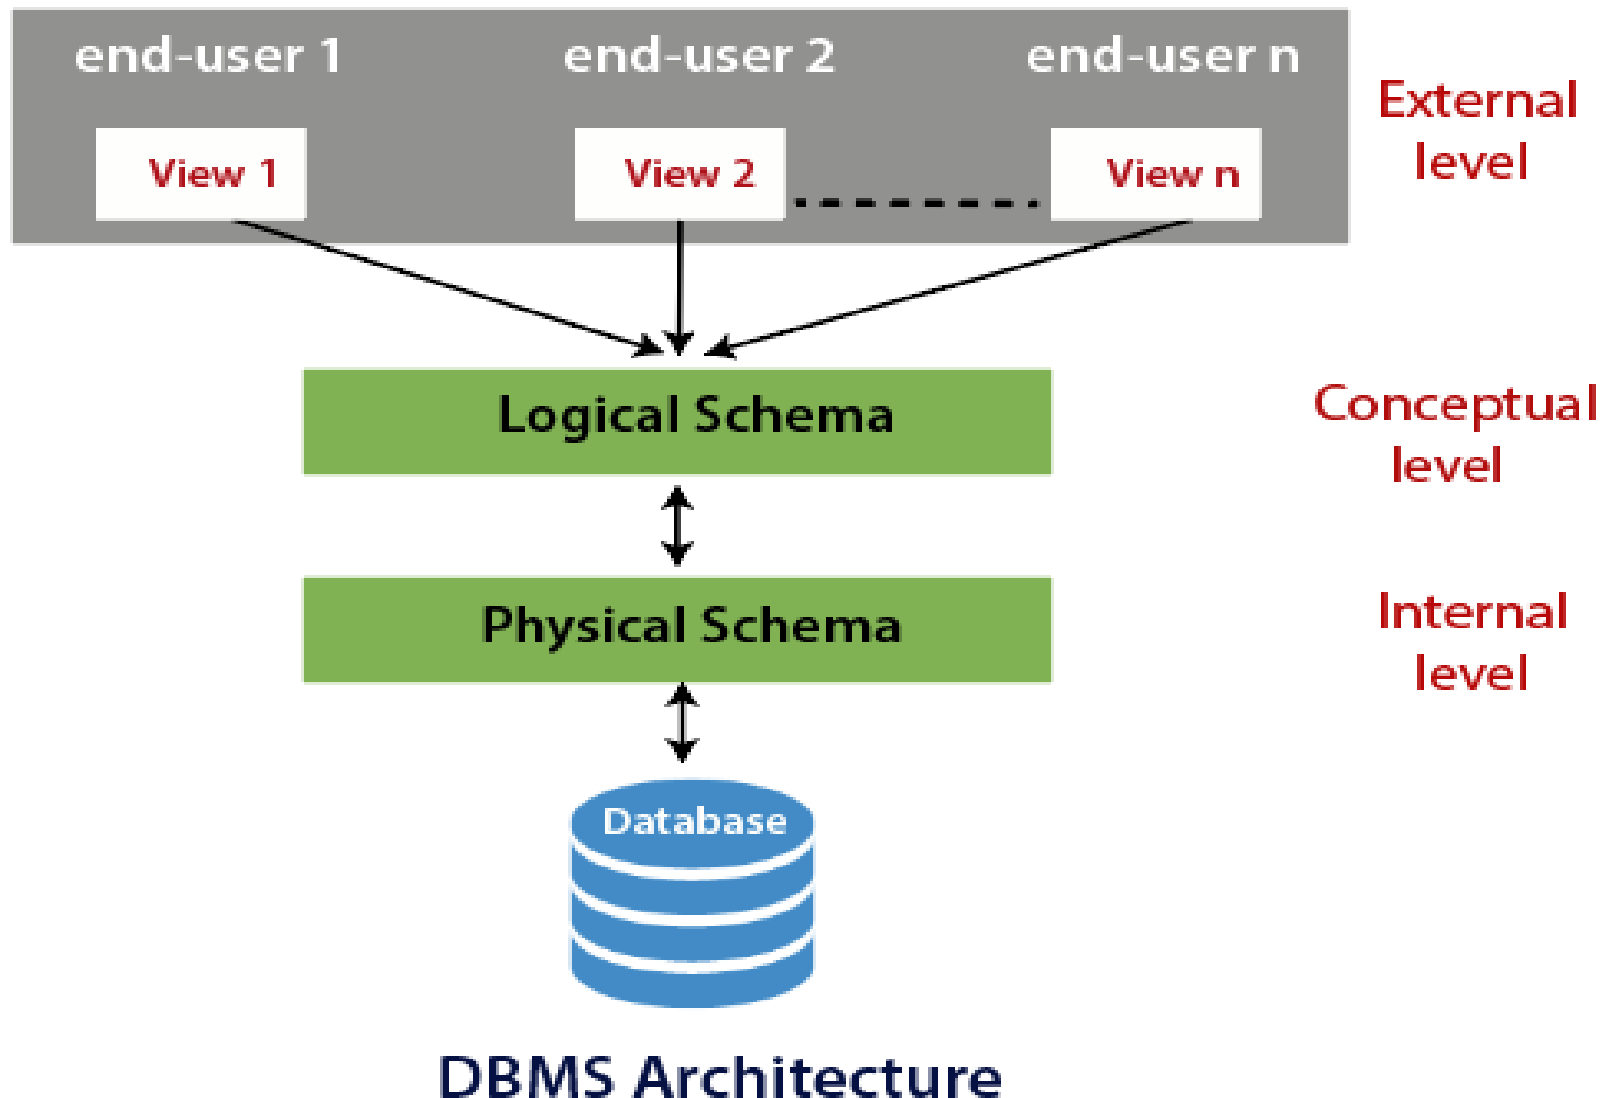 end-user 1 end-user 2 end-user n
View 1 View 2 View n
External
level
Logical Schema
Conceptual
level
Physical Schema
Internal
level
Database
DBMS Architecture